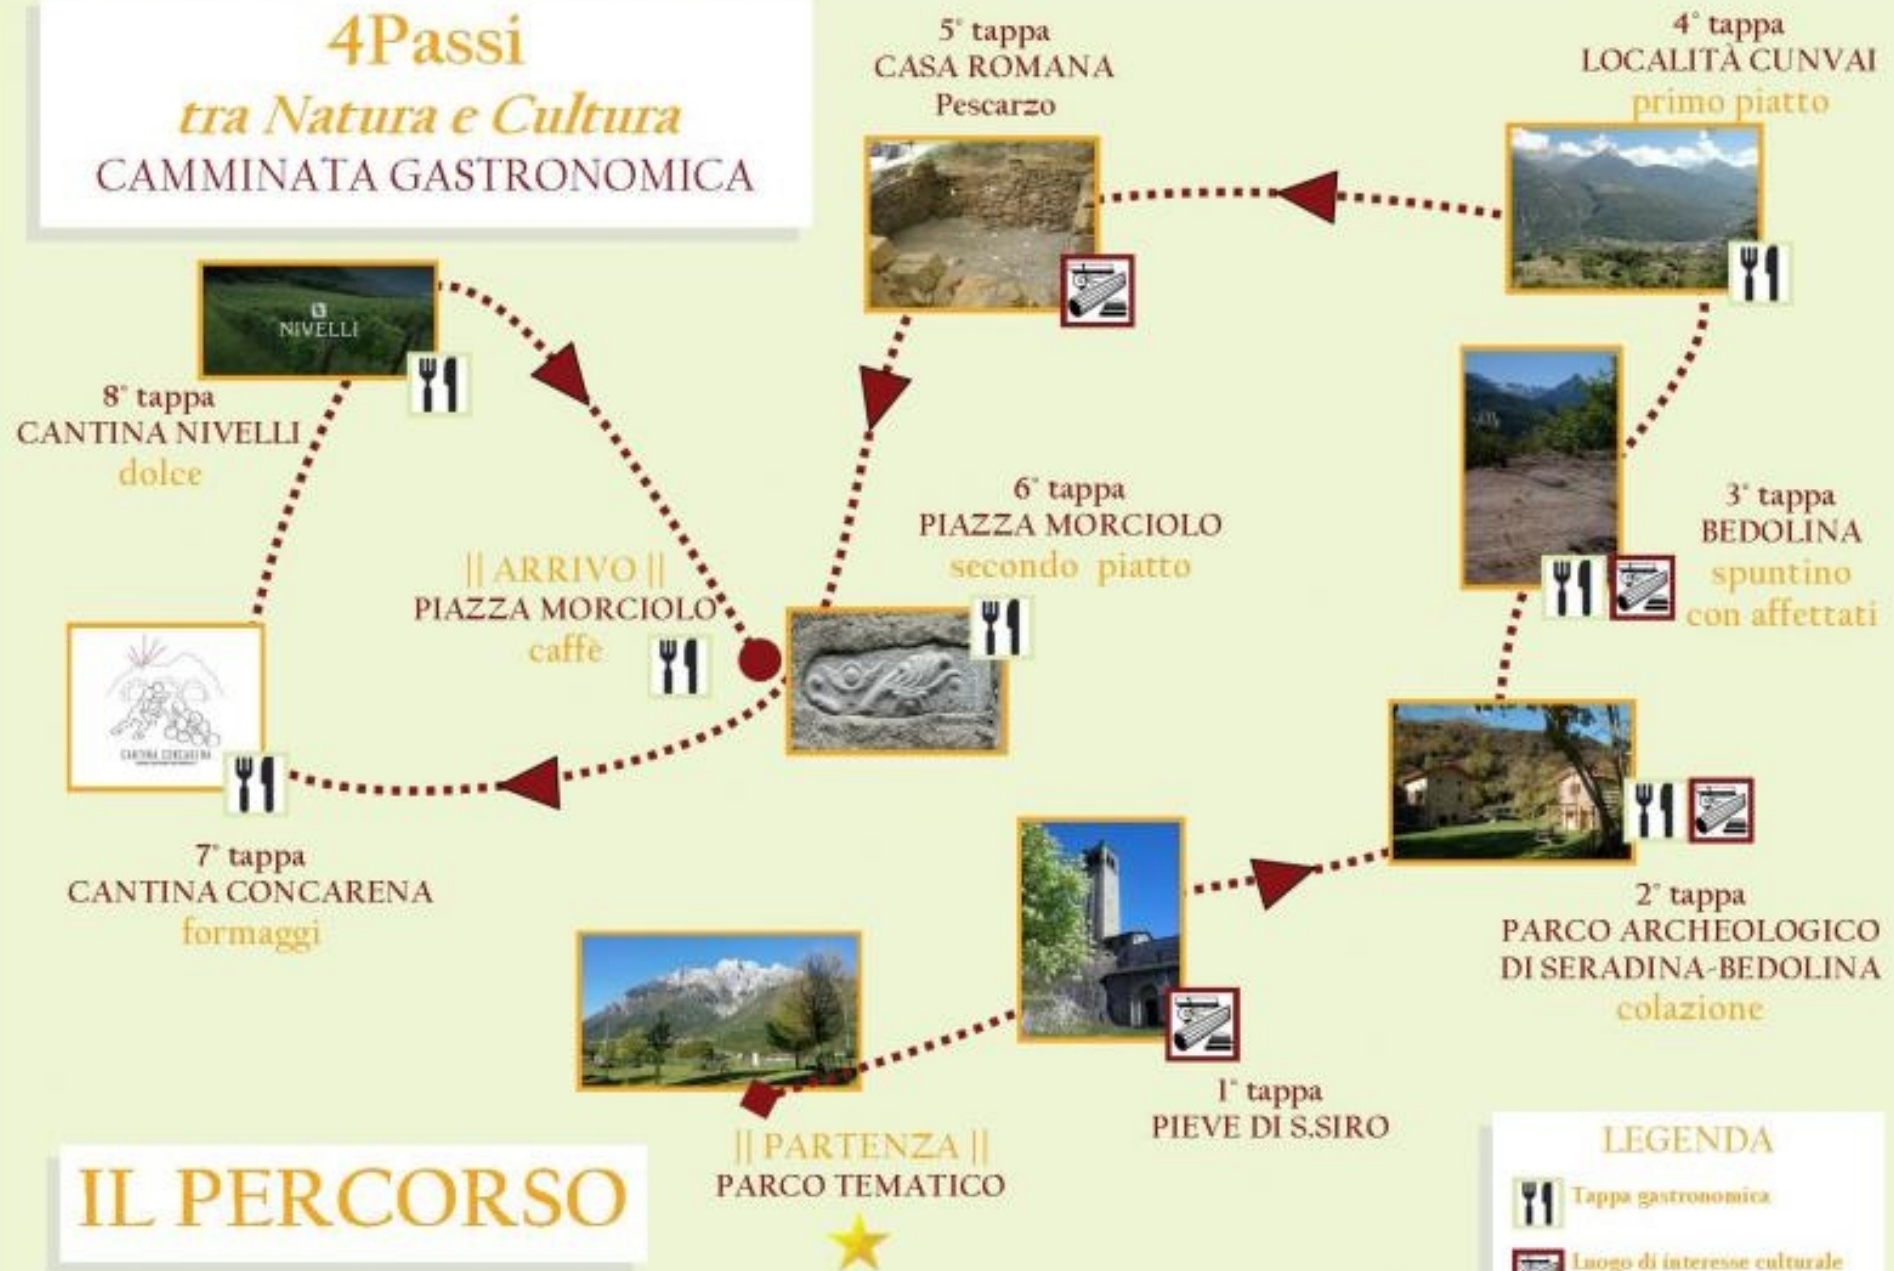 4Passi
tra Natura e Cultura
CAMMINATA GASTRONOMICA
5° tappa
CASA ROMANA
Pescarzo
4° tappa
LOCALITÀ CUNVAI
primo piatto
NIVELLI
8° tappa
CANTINA NIVELLI
dolce
6° tappa
PIAZZA MORCIOLO
secondo piatto
3° tappa
BEDOLINA
spuntino
con affettati
|| ARRIVO ||
PIAZZA MORCIOLO
caffè
CANTINA CONCARENA
7° tappa
CANTINA CONCARENA
formaggi
2° tappa
PARCO ARCHEOLOGICO
DI SERADINA-BEDOLINA
colazione
1° tappa
PIEVE DI S.SIRO
|| PARTENZA ||
PARCO TEMATICO
IL PERCORSO
LEGENDA
Tappa gastronomica
Luogo di interesse culturale